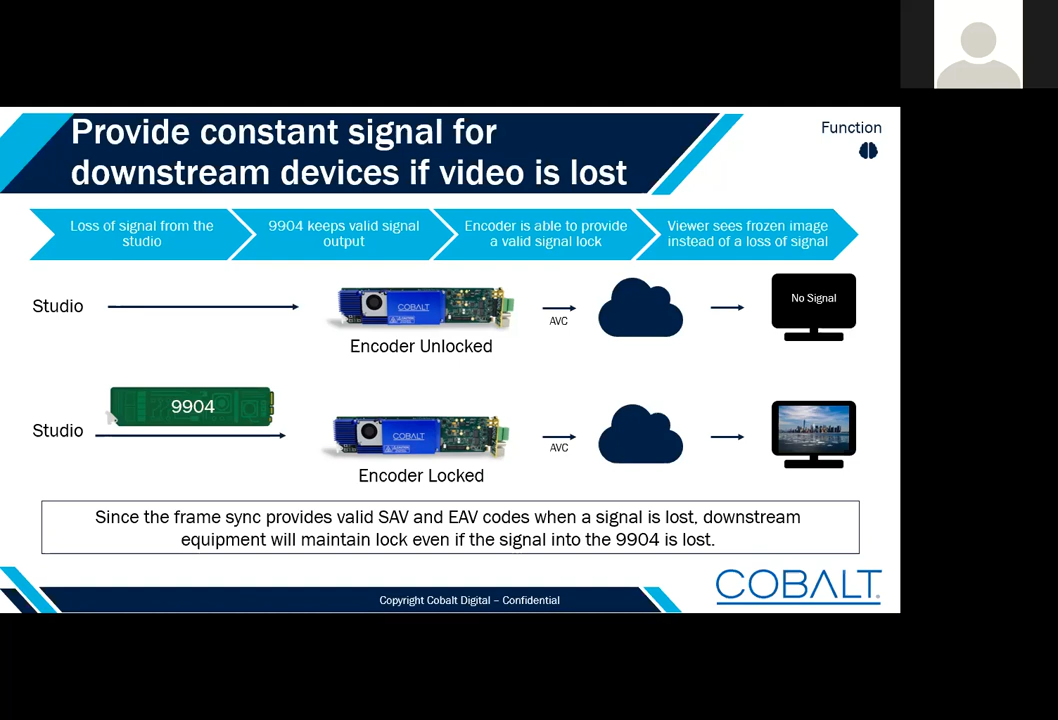 Provide constant signal for
downstream devices if video is lost
Function
Loss of signal from the
studio
9904 keeps valid signal
output
Encoder is able to provide
a valid signal lock
Viewer sees frozen image
instead of a loss of signal
Studio
COBALT
AVC
No Signal
Encoder Unlocked
9904
Studio
COBALT
AVC
Encoder Locked
Since the frame sync provides valid SAV and EAV codes when a signal is lost, downstream
equipment will maintain lock even if the signal into the 9904 is lost.
COBALT
Copyright Cobalt Digital – Confidential